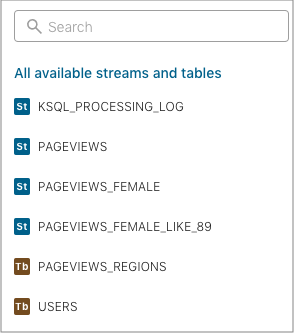 Search
All available streams and tables
St KSQL_PROCESSING_LOG
St PAGEVIEWS
St PAGEVIEWS_FEMALE
St PAGEVIEWS_FEMALE_LIKE_89
Tb PAGEVIEWS_REGIONS
Tb USERS